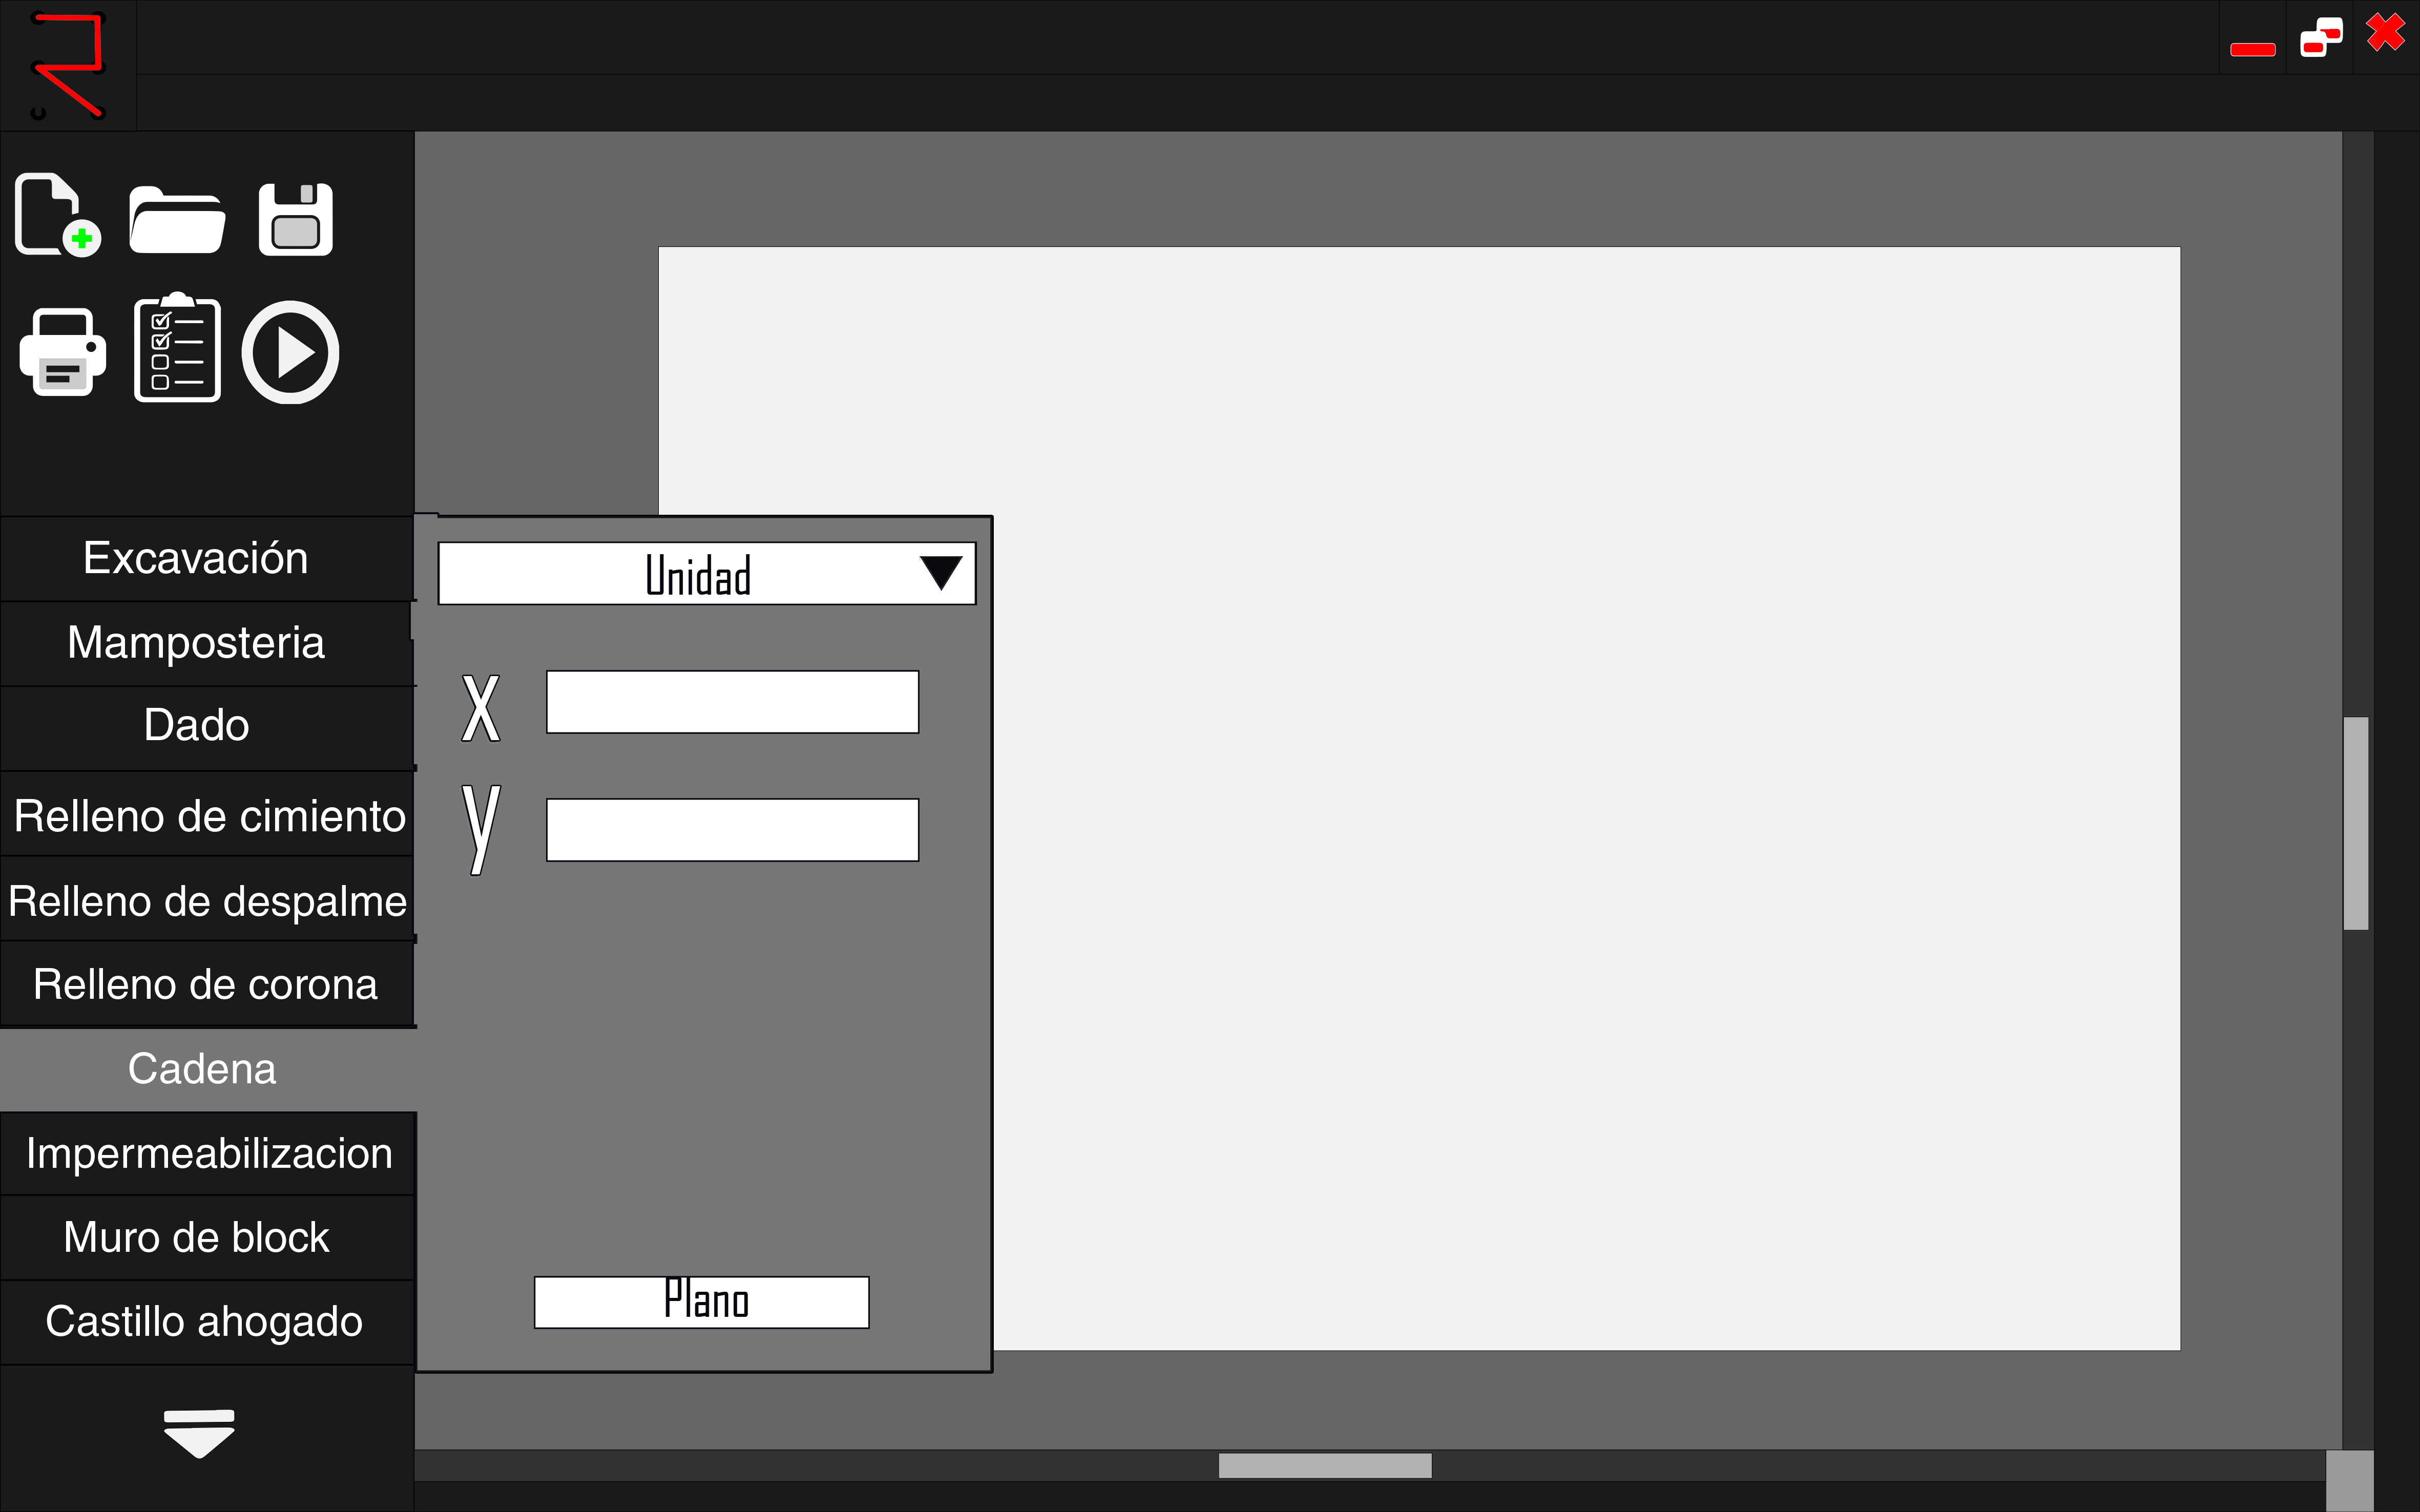 Excavación
Mamposteria
Dado
Relleno de cimiento
Relleno de despalme
Relleno de corona
Cadena
Impermeabilizacion
Muro de block
Castillo ahogado
Unidad
X
y
Plano